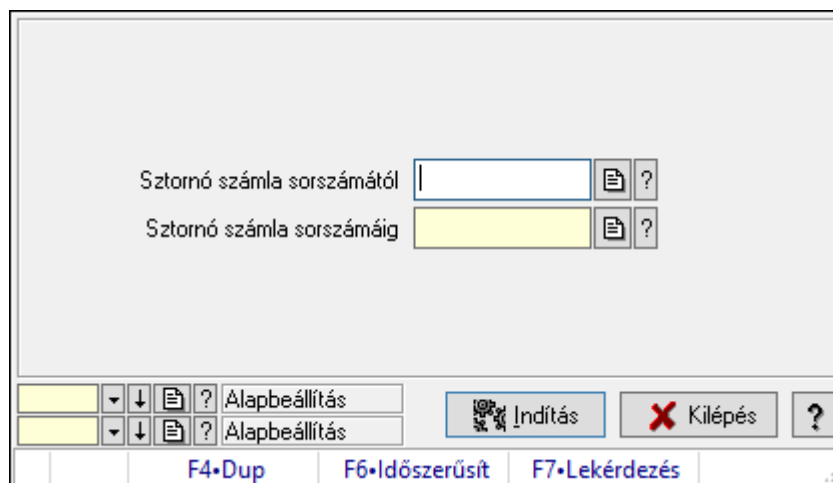 Sztornó számla sorszámától ?
Sztornó számla sorszámáig ?
? Alapbeállítás
? Alapbeállítás
Indítás Kilépés ?
F4•Dup F6•Időszerűsít F7•Lekérdezés